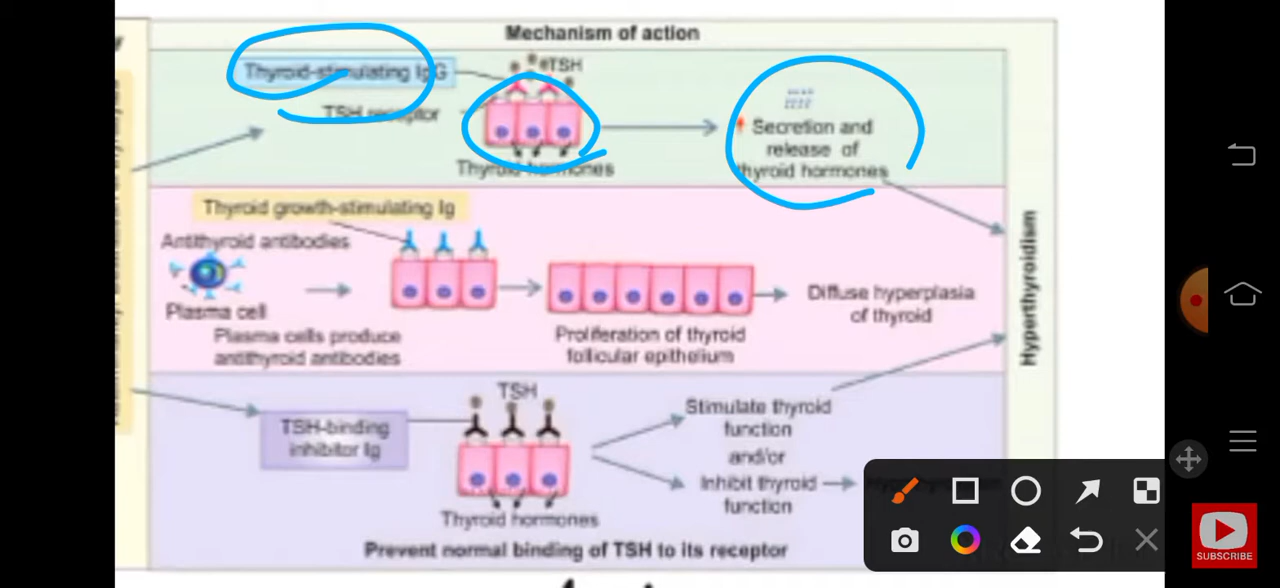 Mechanism of action
Thyroid-stimulating IgG
TSH
TSH receptor
Thyroid hormones
Secretion and
release of
thyroid hormones
Thyroid growth-stimulating Ig
Antithyroid antibodies
Plasma cell
Plasma cells produce
antithyroid antibodies
Proliferation of thyroid
follicular epithelium
Diffuse hyperplasia
of thyroid
Hyperthyroidism
TSH
TSH-binding
inhibitor Ig
Thyroid hormones
Stimulate thyroid
function
and/or
Inhibit thyroid
function
Prevent normal binding of TSH to its receptor
SUBSCRIBE